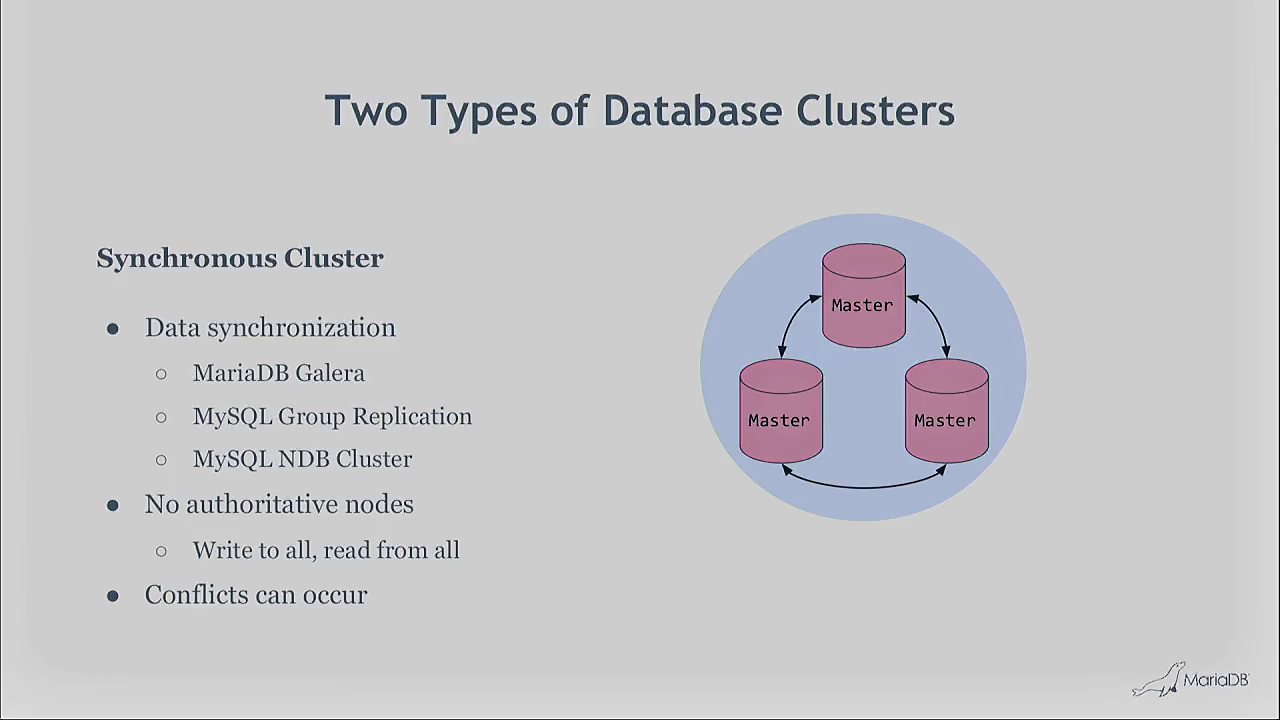 Two Types of Database Clusters
Synchronous Cluster
● Data synchronization
○ MariaDB Galera
○ MySQL Group Replication
○ MySQL NDB Cluster
● No authoritative nodes
○ Write to all, read from all
● Conflicts can occur
Master
Master
Master
MariaDB